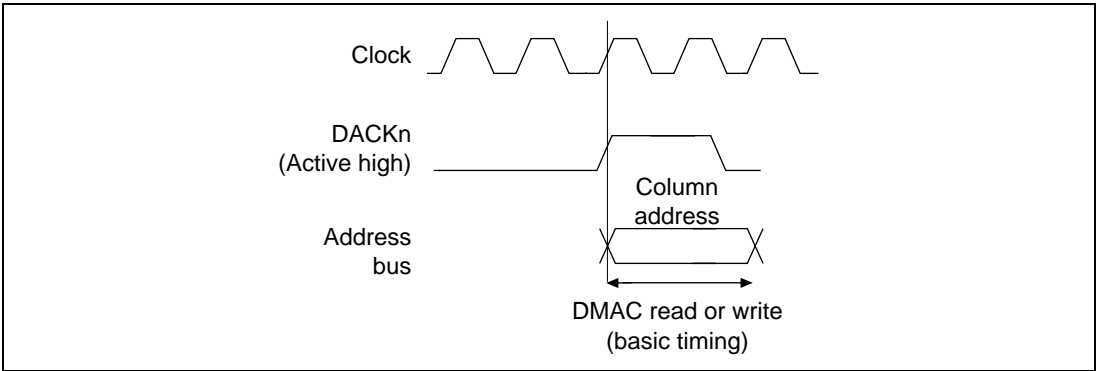 Clock
DACKn
(Active high)
Column
address
Address
bus
DMAC read or write
(basic timing)